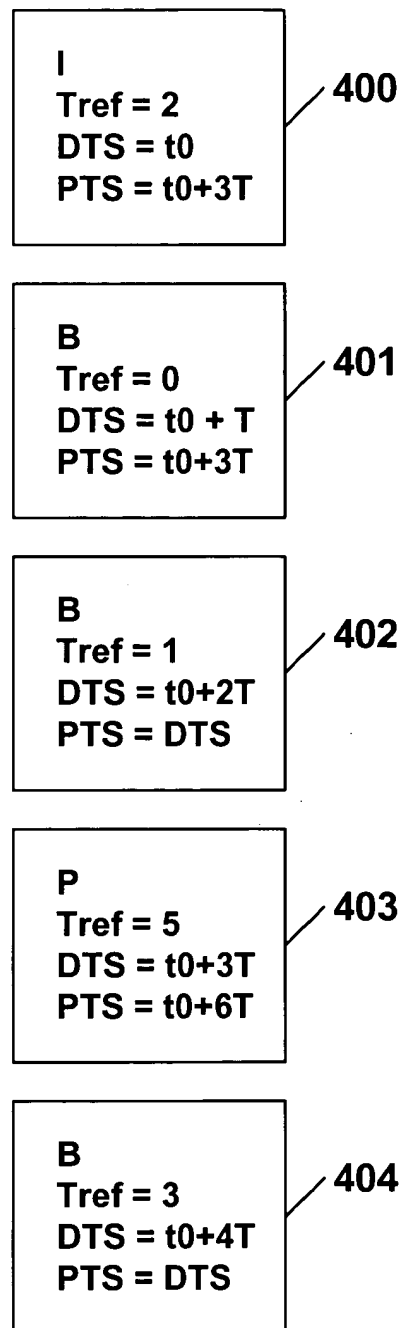 I
Tref = 2
DTS = t0
PTS = t0+3T
400
B
Tref = 0
DTS = t0 + T
PTS = t0+3T
401
B
Tref = 1
DTS = t0+2T
PTS = DTS
402
P
Tref = 5
DTS = t0+3T
PTS = t0+6T
403
B
Tref = 3
DTS = t0+4T
PTS = DTS
404